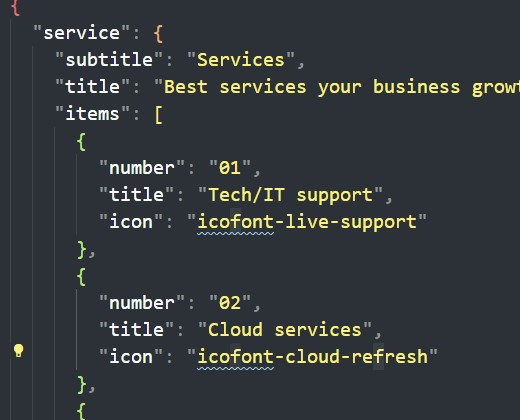 {
"service": {
"subtitle": "Services",
"title": "Best services your business
"items": [
{
"number": "01",
"title": "Tech/IT support",
"icon": "icofont-live-support"
},
{
"number": "02",
"title": "Cloud services",
"icon": "icofont-cloud-refresh"
},
{